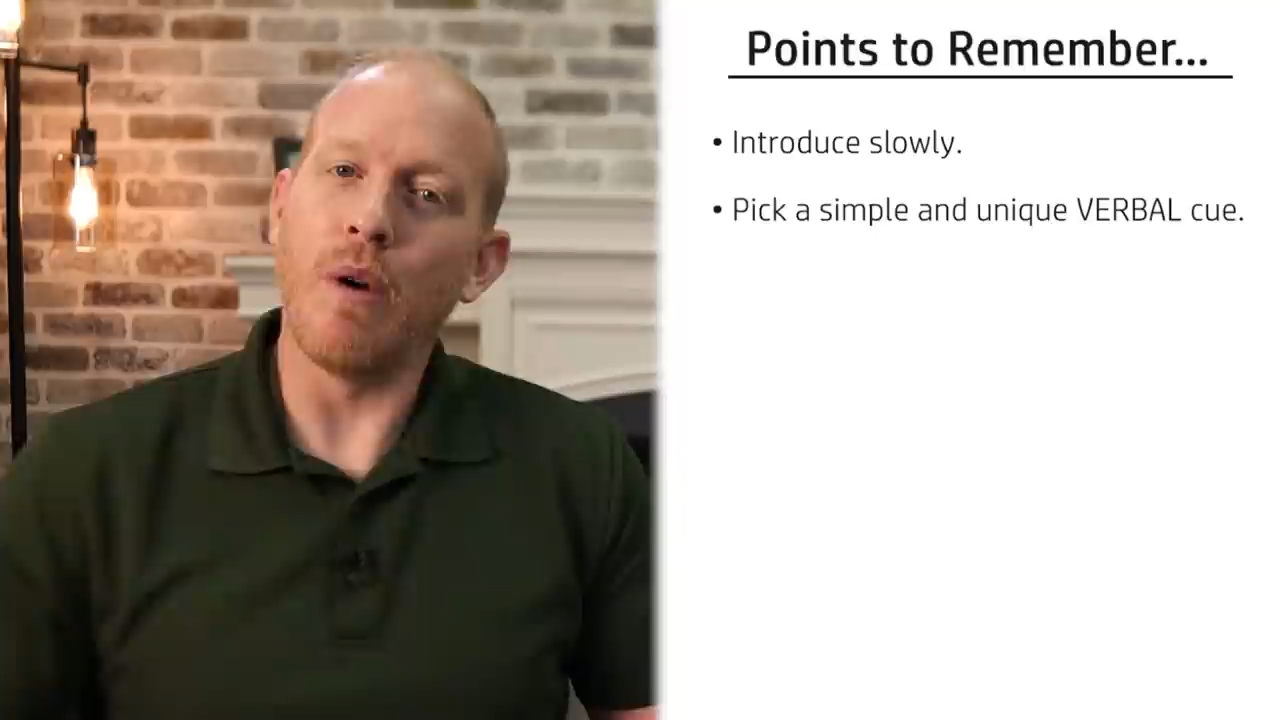 Points to Remember...
• Introduce slowly.
• Pick a simple and unique VERBAL cue.